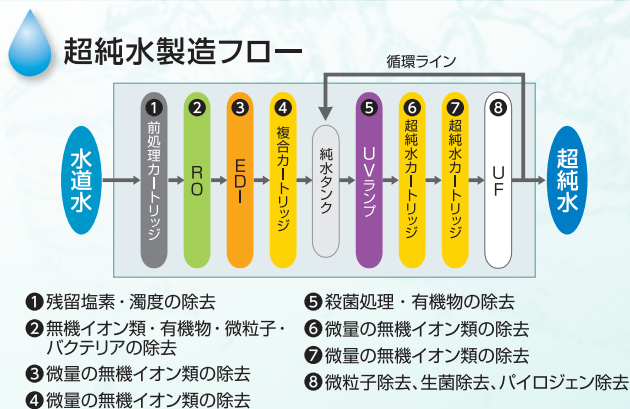 超純水製造フロー
循環ライン
水道水
❶前処理カートリッジ
❷RO
❸EDI
❹複合カートリッジ
純水タンク
❺UVランプ
❻超純水カートリッジ
❼超純水カートリッジ
❽UF
超純水
❶残留塩素・濁度の除去
❷無機イオン類・有機物・微粒子・
バクテリアの除去
❸微量の無機イオン類の除去
❹微量の無機イオン類の除去
❺殺菌処理・有機物の除去
❻微量の無機イオン類の除去
❼微量の無機イオン類の除去
❽微粒子除去、生菌除去、パイロジェン除去